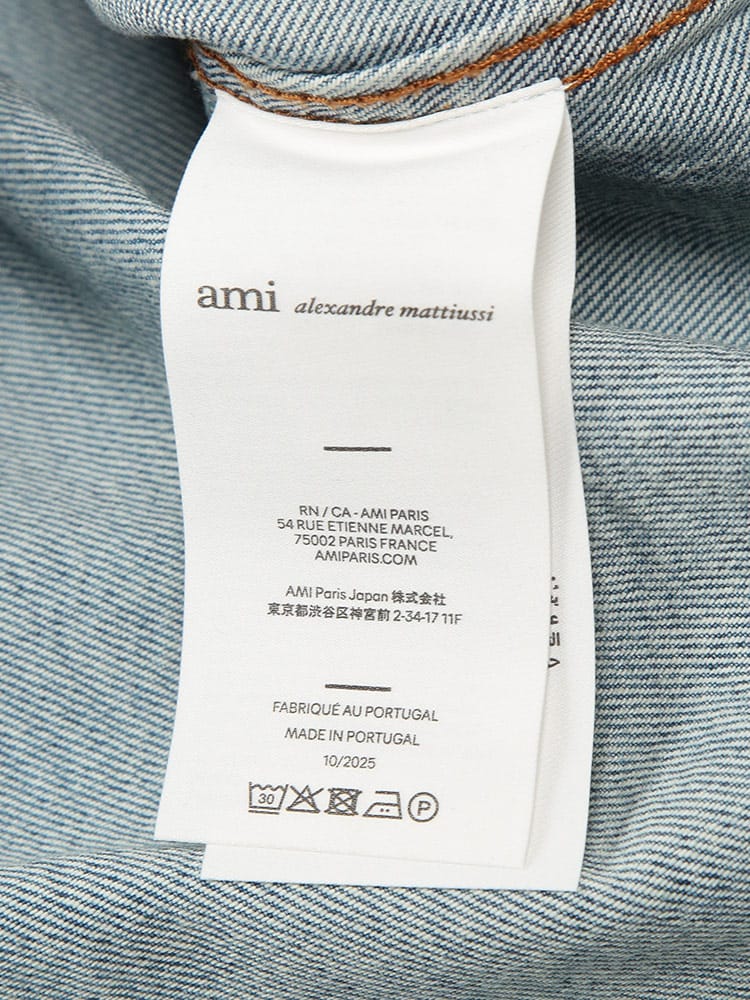 ami alexandre mattiussi
RN / CA - AMI PARIS
54 RUE ETIENNE MARCEL,
75002 PARIS FRANCE
AMIPARIS.COM
AMI Paris Japan 株式会社
東京都渋谷区神宮前 2-34-17 11F
FABRIQUÉ AU PORTUGAL
MADE IN PORTUGAL
10/2025
30
P